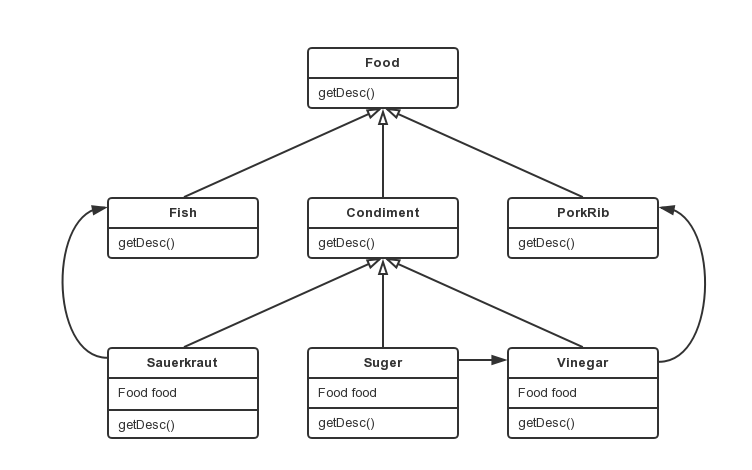 Food
getDesc()
Fish
getDesc()
Condiment
getDesc()
PorkRib
getDesc()
Sauerkraut
Food food
getDesc()
Suger
Food food
getDesc()
Vinegar
Food food
getDesc()